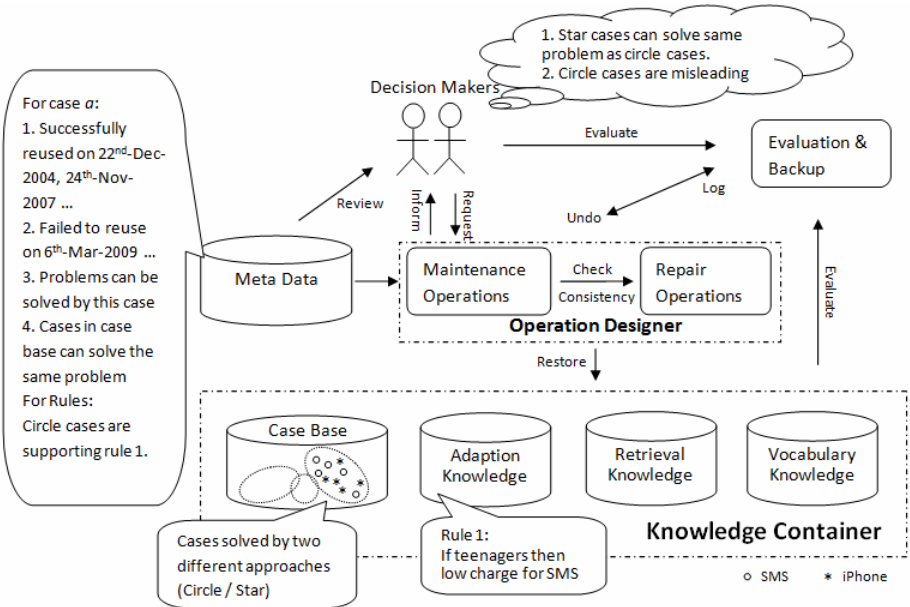 1. Star cases can solve same
problem as circle cases.
2. Circle cases are misleading
Decision Makers
For case a:
1. Successfully
reused on 22nd-Dec-
2004, 24th-Nov-
2007 ...
2. Failed to reuse
on 6th-Mar-2009 ...
3. Problems can be
solved by this case
4. Cases in case
base can solve the
same problem
For Rules:
Circle cases are
supporting rule 1.
Evaluate
Evaluation &
Backup
Review
Inform
Request
Undo
Log
Meta Data
Maintenance
Operations
Check
Consistency
Repair
Operations
Operation Designer
Evaluate
Restore
Case Base
Adaption
Knowledge
Retrieval
Knowledge
Vocabulary
Knowledge
Knowledge Container
Cases solved by two
different approaches
(Circle / Star)
Rule 1:
If teenagers then
low charge for SMS
SMS
iPhone